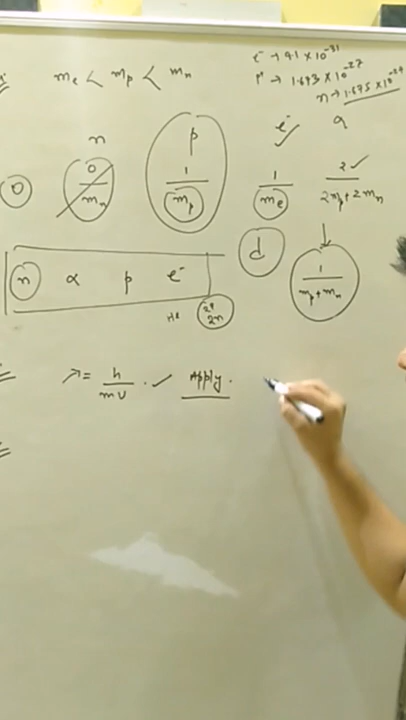 e⁻ → 9.1 × 10⁻³¹
me < mp < mn
P → 1.673 × 10⁻²⁷
n → 1.675 × 10⁻²⁷
n p e⁻
0 0/mn 1/mp 1/me 2/2mp+2mn
n α p e⁻ d 1/mp+mn
He 2p 2n
λ = h/mv . ✓ Apply.